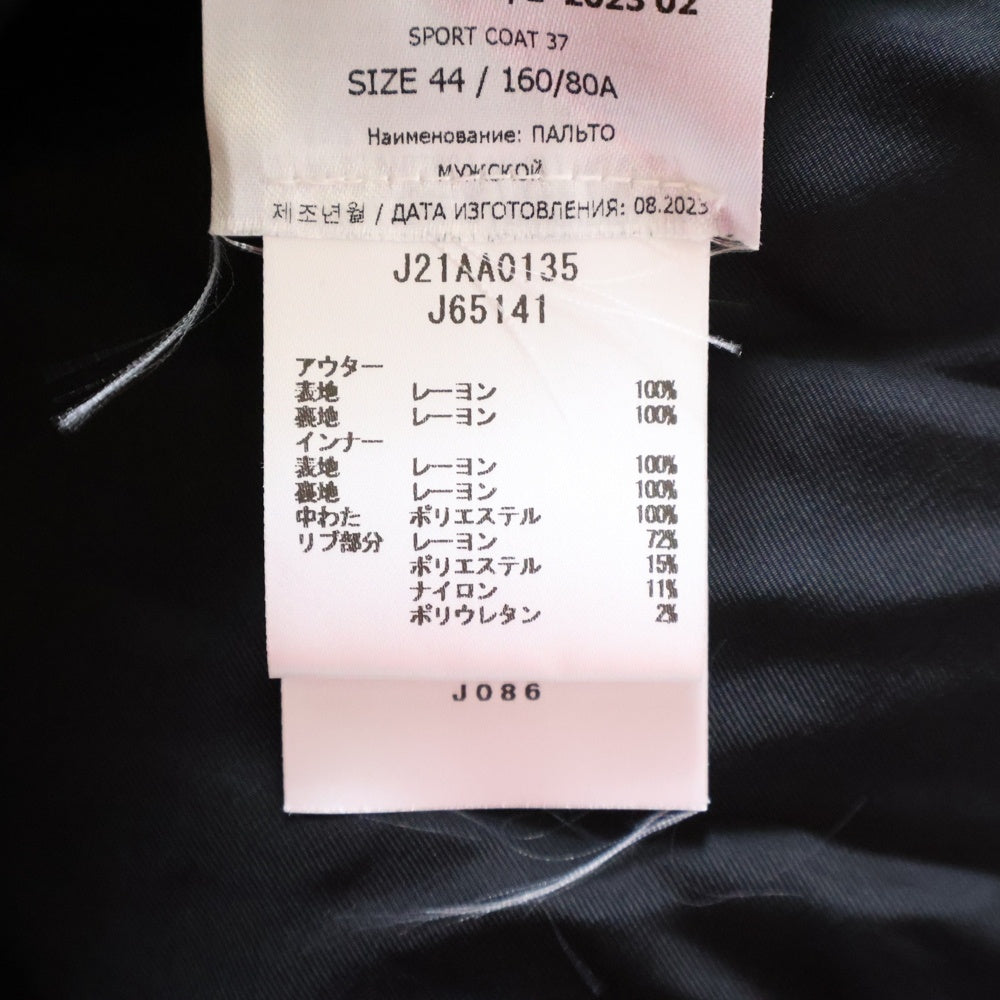 2023 02
SPORT COAT 37
SIZE 44 / 160/80A
Наименование: ПАЛЬТО
МУЖСКОЙ
제조년월 / ДАТА ИЗГОТОВЛЕНИЯ: 08.2023
J21AA0135
J65141
アウター
表地 レーヨン 100%
裏地 レーヨン 100%
インナー
表地 レーヨン 100%
裏地 レーヨン 100%
中わた ポリエステル 100%
リブ部分 レーヨン 72%
ポリエステル 15%
ナイロン 11%
ポリウレタン 2%
J086